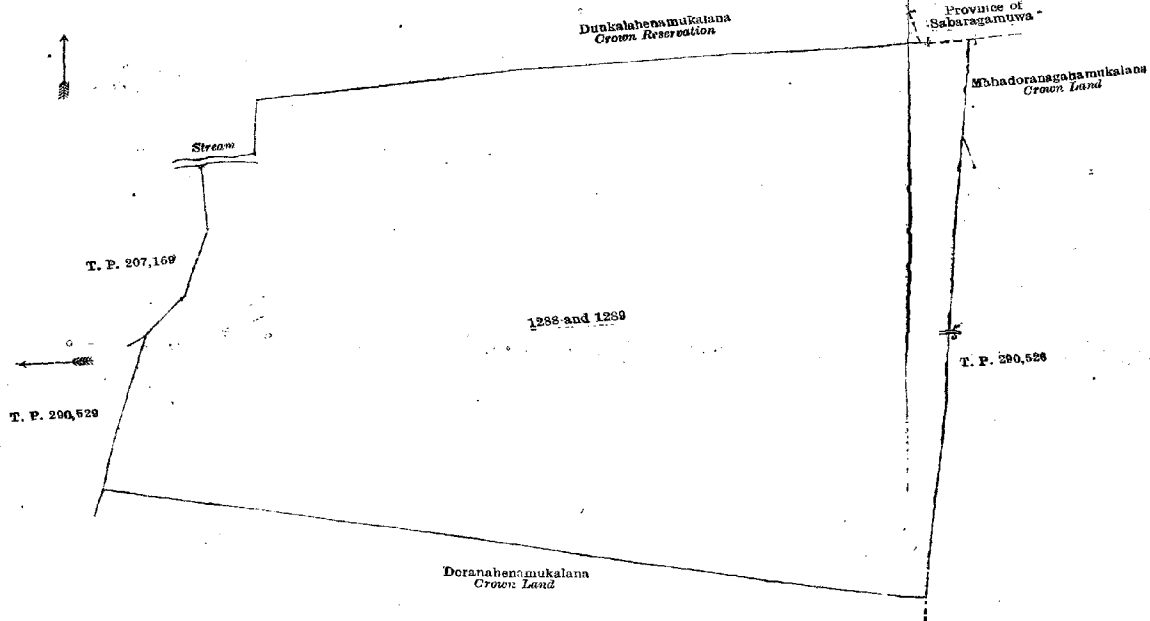 Province of
Sabaragamuwa
Dunkalahenamukalana
Crown Reservation
Mahadoranagahamukalana
Crown Land
Stream
T. P. 207,169
1288 and 1289
T. P. 290,526
T. P. 290,529
Doranahenamukalana
Crown Land